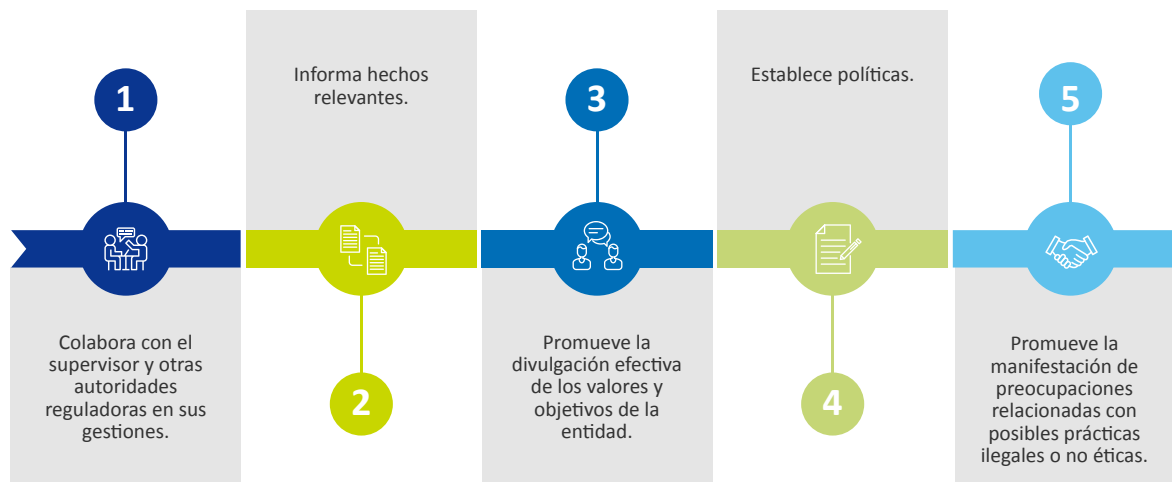 1
Colabora con el
supervisor y otras
autoridades
reguladoras en sus
gestiones.
Informa hechos
relevantes.
2
3
Promueve la
divulgación efectiva
de los valores y
objetivos de la
entidad.
Establece políticas.
4
5
Promueve la
manifestación de
preocupaciones
relacionadas con
posibles prácticas
ilegales o no éticas.